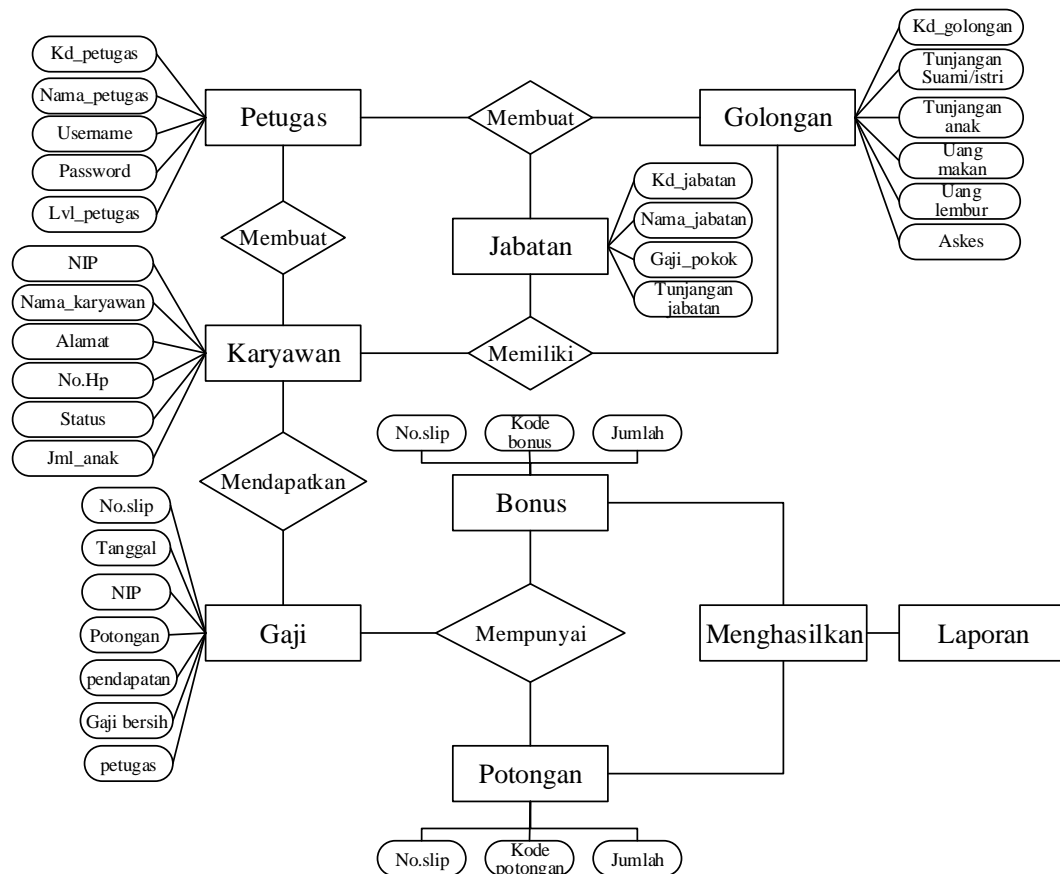 Kd_petugas
Nama_petugas
Username
Password
Lvl_petugas
Petugas
Membuat
Golongan
Kd_golongan
Tunjangan
Suami/istri
Tunjangan
anak
Uang
makan
Uang
lembur
Askes
Membuat
Jabatan
Kd_jabatan
Nama_jabatan
Gaji_pokok
Tunjangan
jabatan
NIP
Nama_karyawan
Alamat
No.Hp
Status
Jml_anak
Karyawan
Memiliki
Mendapatkan
No.slip
Kode
bonus
Jumlah
Bonus
No.slip
Tanggal
NIP
Potongan
pendapatan
Gaji bersih
petugas
Gaji
Mempunyai
Menghasilkan
Laporan
Potongan
No.slip
Kode
potongan
Jumlah